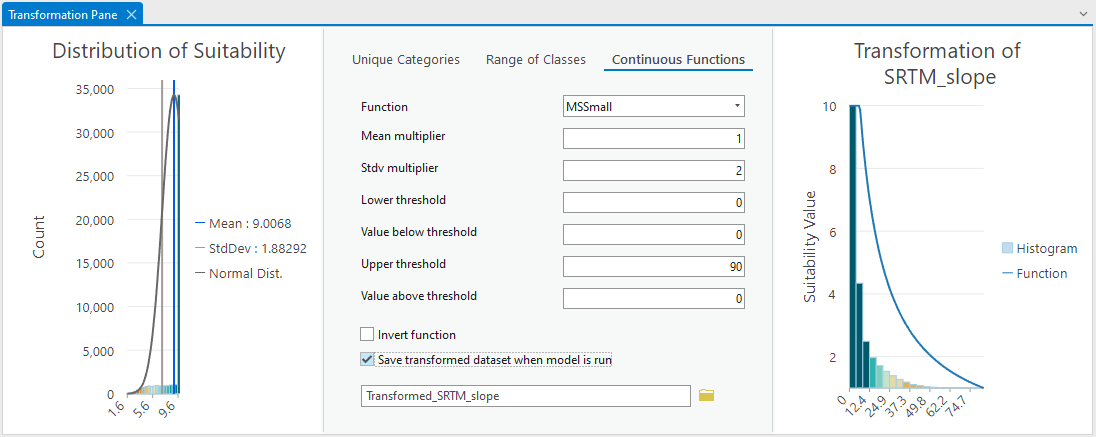 Transformation Pane
Distribution of Suitability
35,000
30,000
25,000
20,000
15,000
10,000
5,000
0
Count
1.6
5.6
9.6
Mean : 9.0068
StdDev : 1.88292
Normal Dist.
Unique Categories
Range of Classes
Continuous Functions
Function
MSSmall
Mean multiplier
1
Stdv multiplier
2
Lower threshold
0
Value below threshold
0
Upper threshold
90
Value above threshold
0
Invert function
Save transformed dataset when model is run
Transformed_SRTM_slope
Transformation of
SRTM_slope
10
8
6
4
2
Suitability Value
0
12.4
24.9
37.3
49.8
62.2
74.7
Histogram
Function